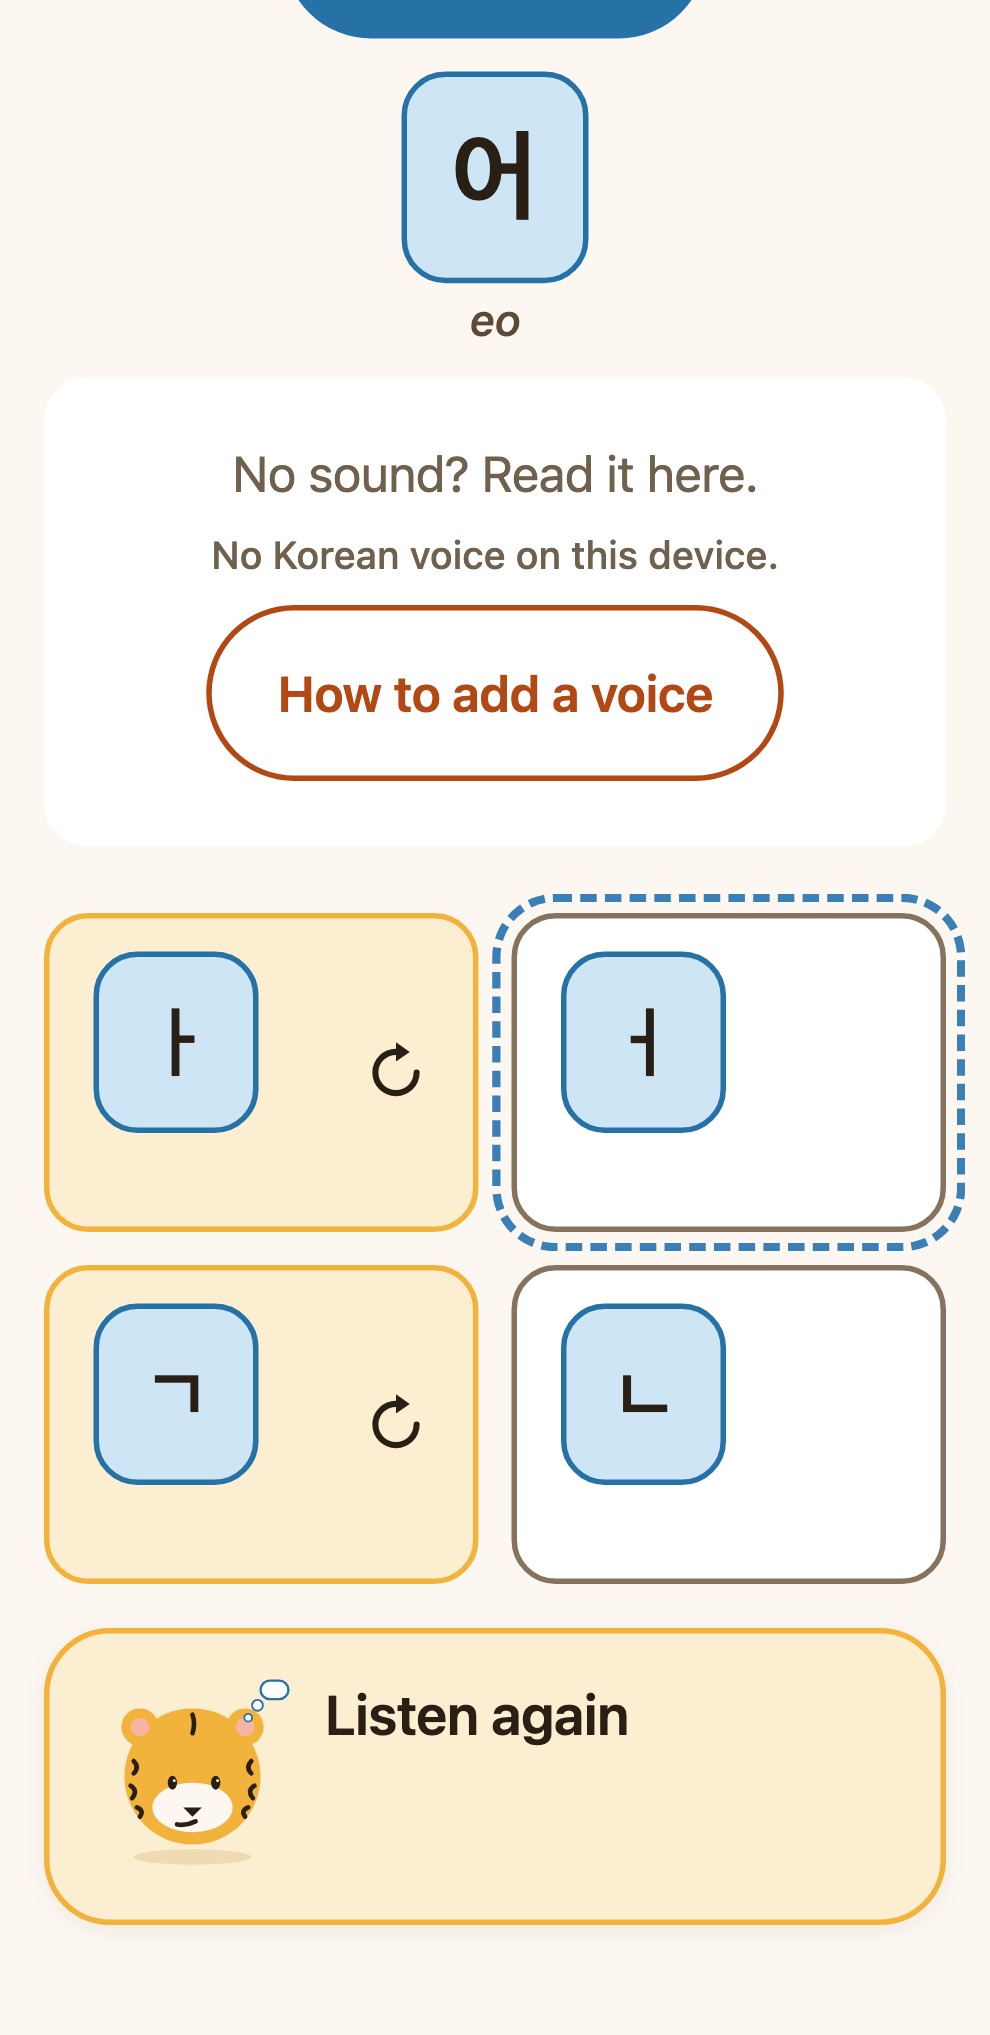 어
eo
No sound? Read it here.
No Korean voice on this device.
How to add a voice
ㅏ
ㅓ
ㄱ
ㄴ
Listen again